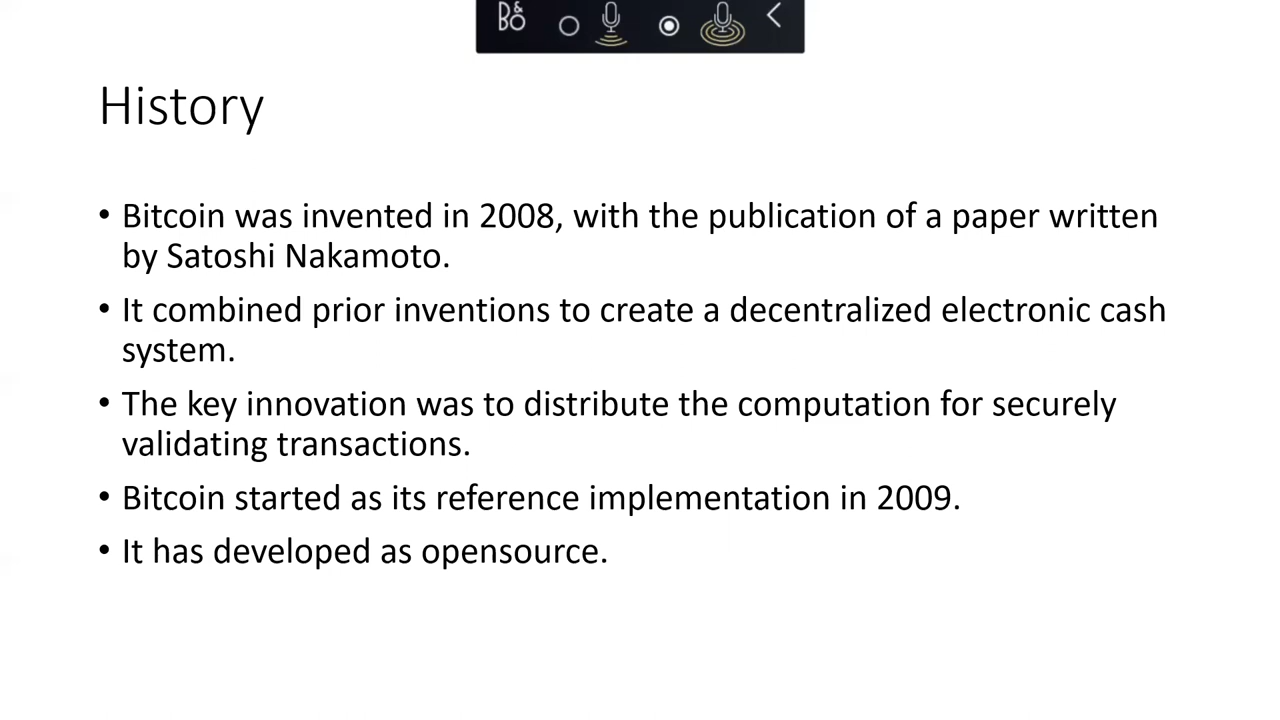 B&O
History
• Bitcoin was invented in 2008, with the publication of a paper written
by Satoshi Nakamoto.
• It combined prior inventions to create a decentralized electronic cash
system.
• The key innovation was to distribute the computation for securely
validating transactions.
• Bitcoin started as its reference implementation in 2009.
• It has developed as opensource.